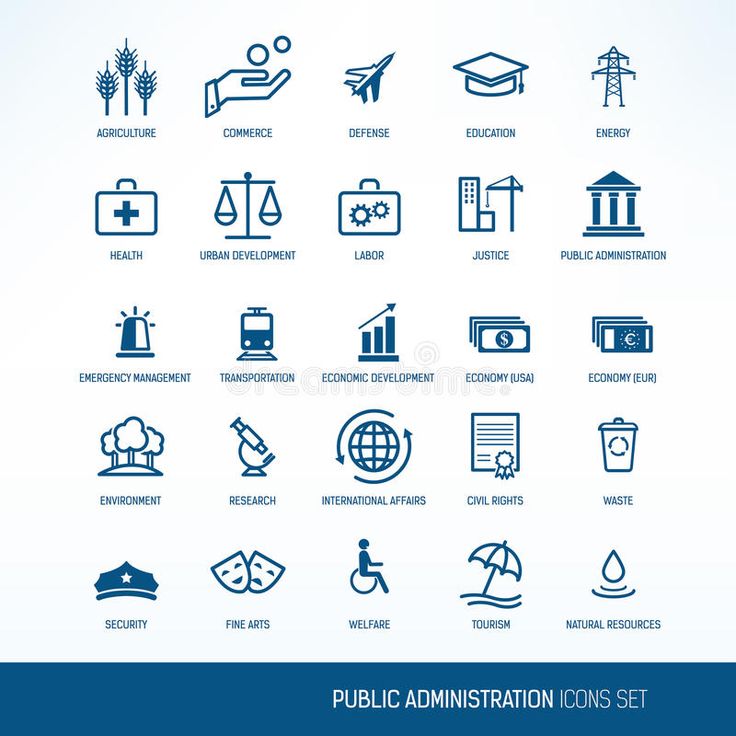 AGRICULTURE COMMERCE DEFENSE EDUCATION ENERGY
HEALTH URBAN DEVELOPMENT LABOR JUSTICE PUBLIC ADMINISTRATION
EMERGENCY MANAGEMENT TRANSPORTATION ECONOMIC DEVELOPMENT $ ECONOMY (USA) € ECONOMY (EUR)
dreamstime
ENVIRONMENT RESEARCH INTERNATIONAL AFFAIRS CIVIL RIGHTS WASTE
SECURITY FINE ARTS WELFARE TOURISM NATURAL RESOURCES
PUBLIC ADMINISTRATION ICONS SET